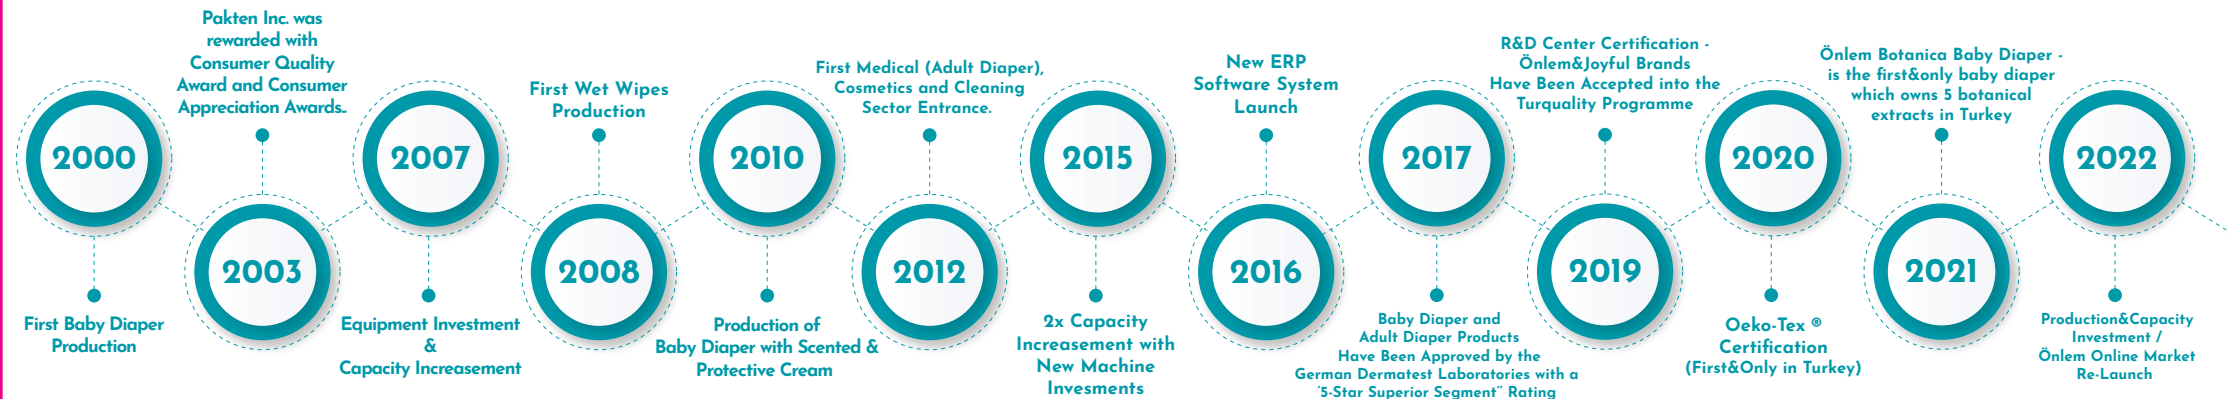 2000
First Baby Diaper
Production
Pakten Inc. was
rewarded with
Consumer Quality
Award and Consumer
Appreciation Awards..
2003
2007
Equipment Investment
&
Capacity Increasement
First Wet Wipes
Production
2008
2010
Production of
Baby Diaper with Scented &
Protective Cream
First Medical (Adult Diaper),
Cosmetics and Cleaning
Sector Entrance.
2012
2015
2x Capacity
Increasement with
New Machine
Invesments
New ERP
Software System
Launch
2016
2017
Baby Diaper and
Adult Diaper Products
Have Been Approved by the
German Dermatest Laboratories with a
"5-Star Superior Segment" Rating
R&D Center Certification -
Önlem&Joyful Brands
Have Been Accepted into the
Turquality Programme
2019
2020
Oeko-Tex ®
Certification
(First&Only in Turkey)
Önlem Botanica Baby Diaper -
is the first&only baby diaper
which owns 5 botanical
extracts in Turkey
2021
2022
Production&Capacity
Investment /
Önlem Online Market
Re-Launch